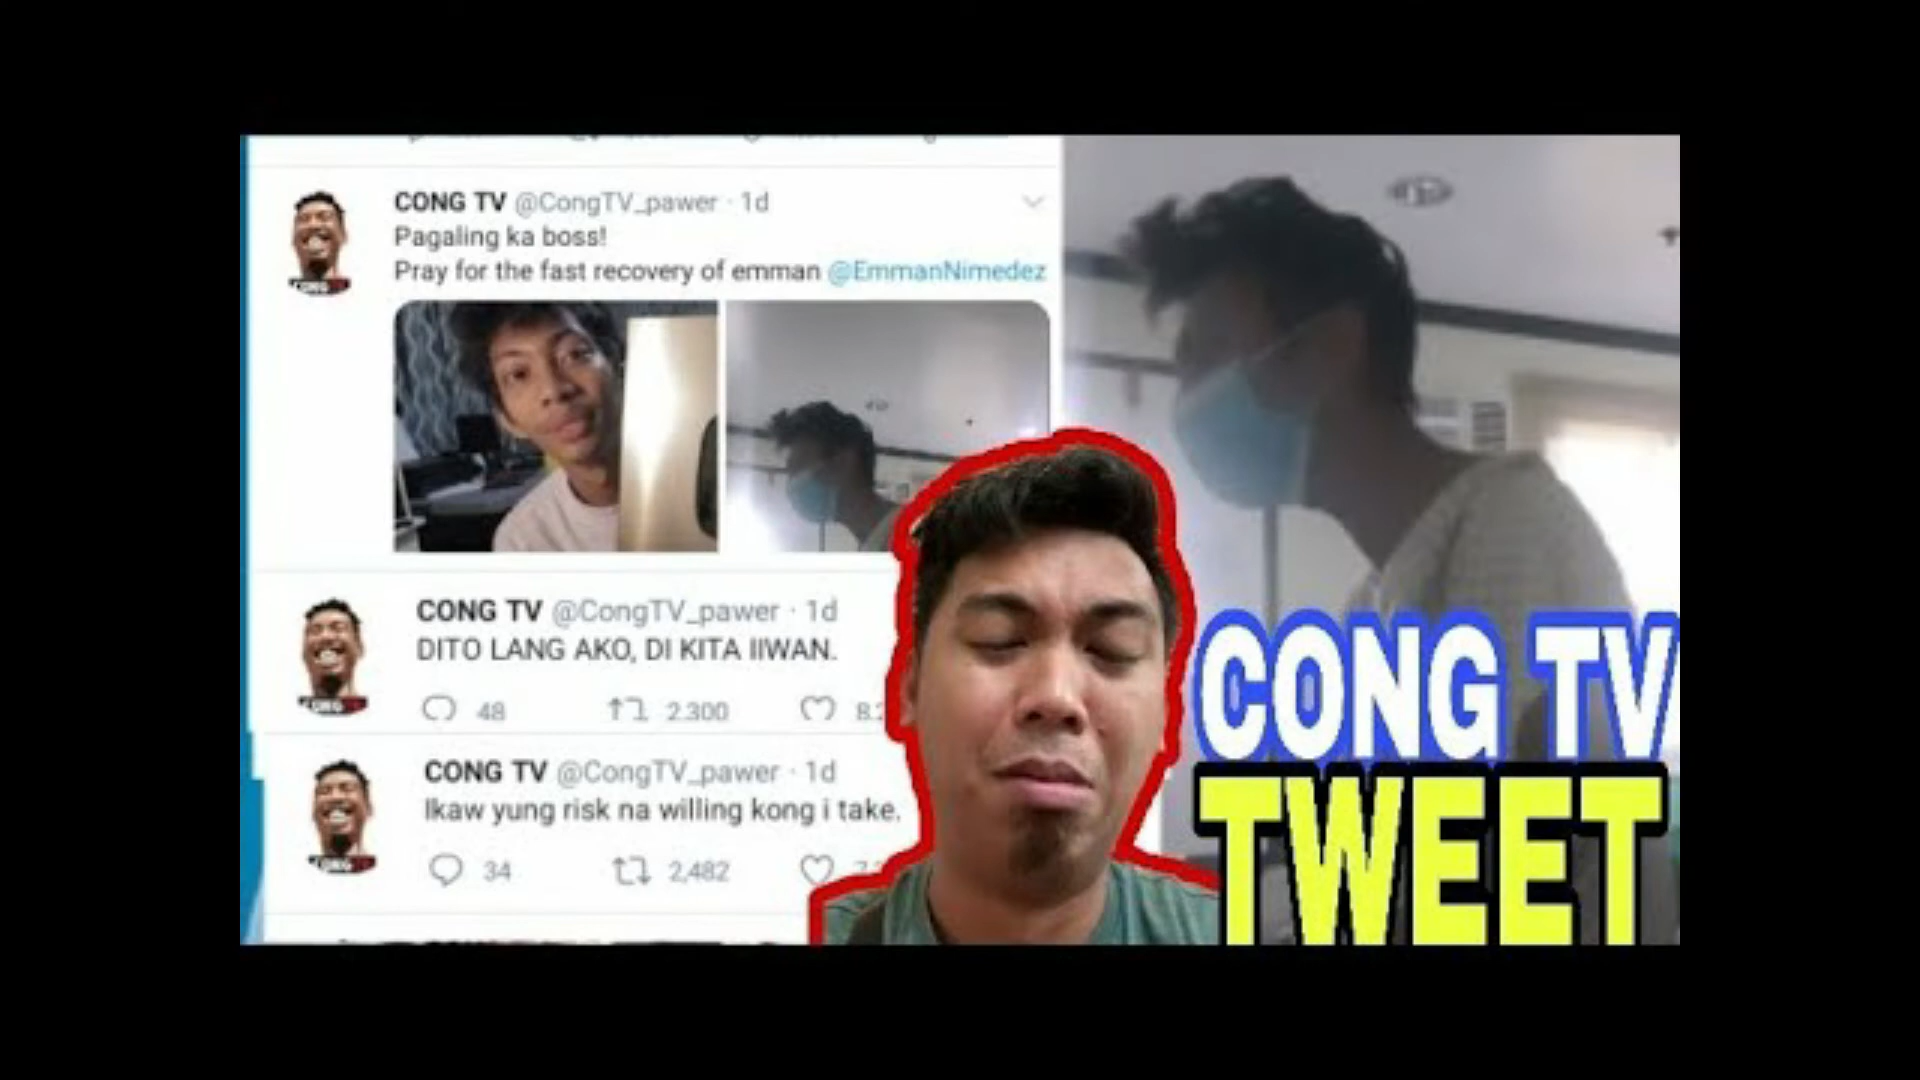 CONG TV @CongTV_pawer · 1d
Pagaling ka boss!
Pray for the fast recovery of emman @EmmanNimedez
CONG TV @CongTV_pawer · 1d
DITO LANG AKO, DI KITA IIWAN.
48 2.300
CONG TV @CongTV_pawer · 1d
Ikaw yung risk na willing kong i take.
34 2,482
CONG TV
TWEET